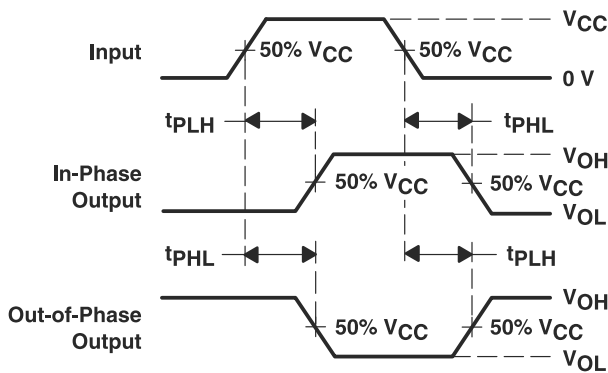 VCC
Input
50% VCC
50% VCC
0 V
tPLH
tPHL
In-Phase
Output
VOH
50% VCC
50% VCC
VOL
tPHL
tPLH
Out-of-Phase
Output
VOH
50% VCC
50% VCC
VOL